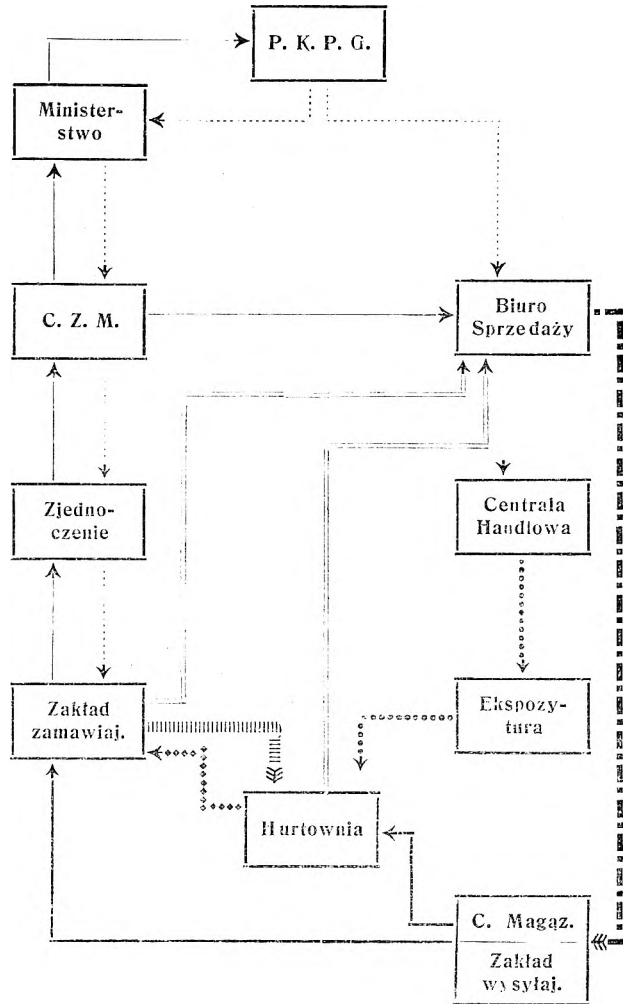 P. K. P. G.
Minister-
stwo
C. Z. M.
Biuro
Sprzedaży
Zjedno-
czenie
Centrala
Handlowa
Zakład
zamawiaj.
Ekspozy-
tura
Hurtownia
C. Magaz.
Zakład
wysyłaj.